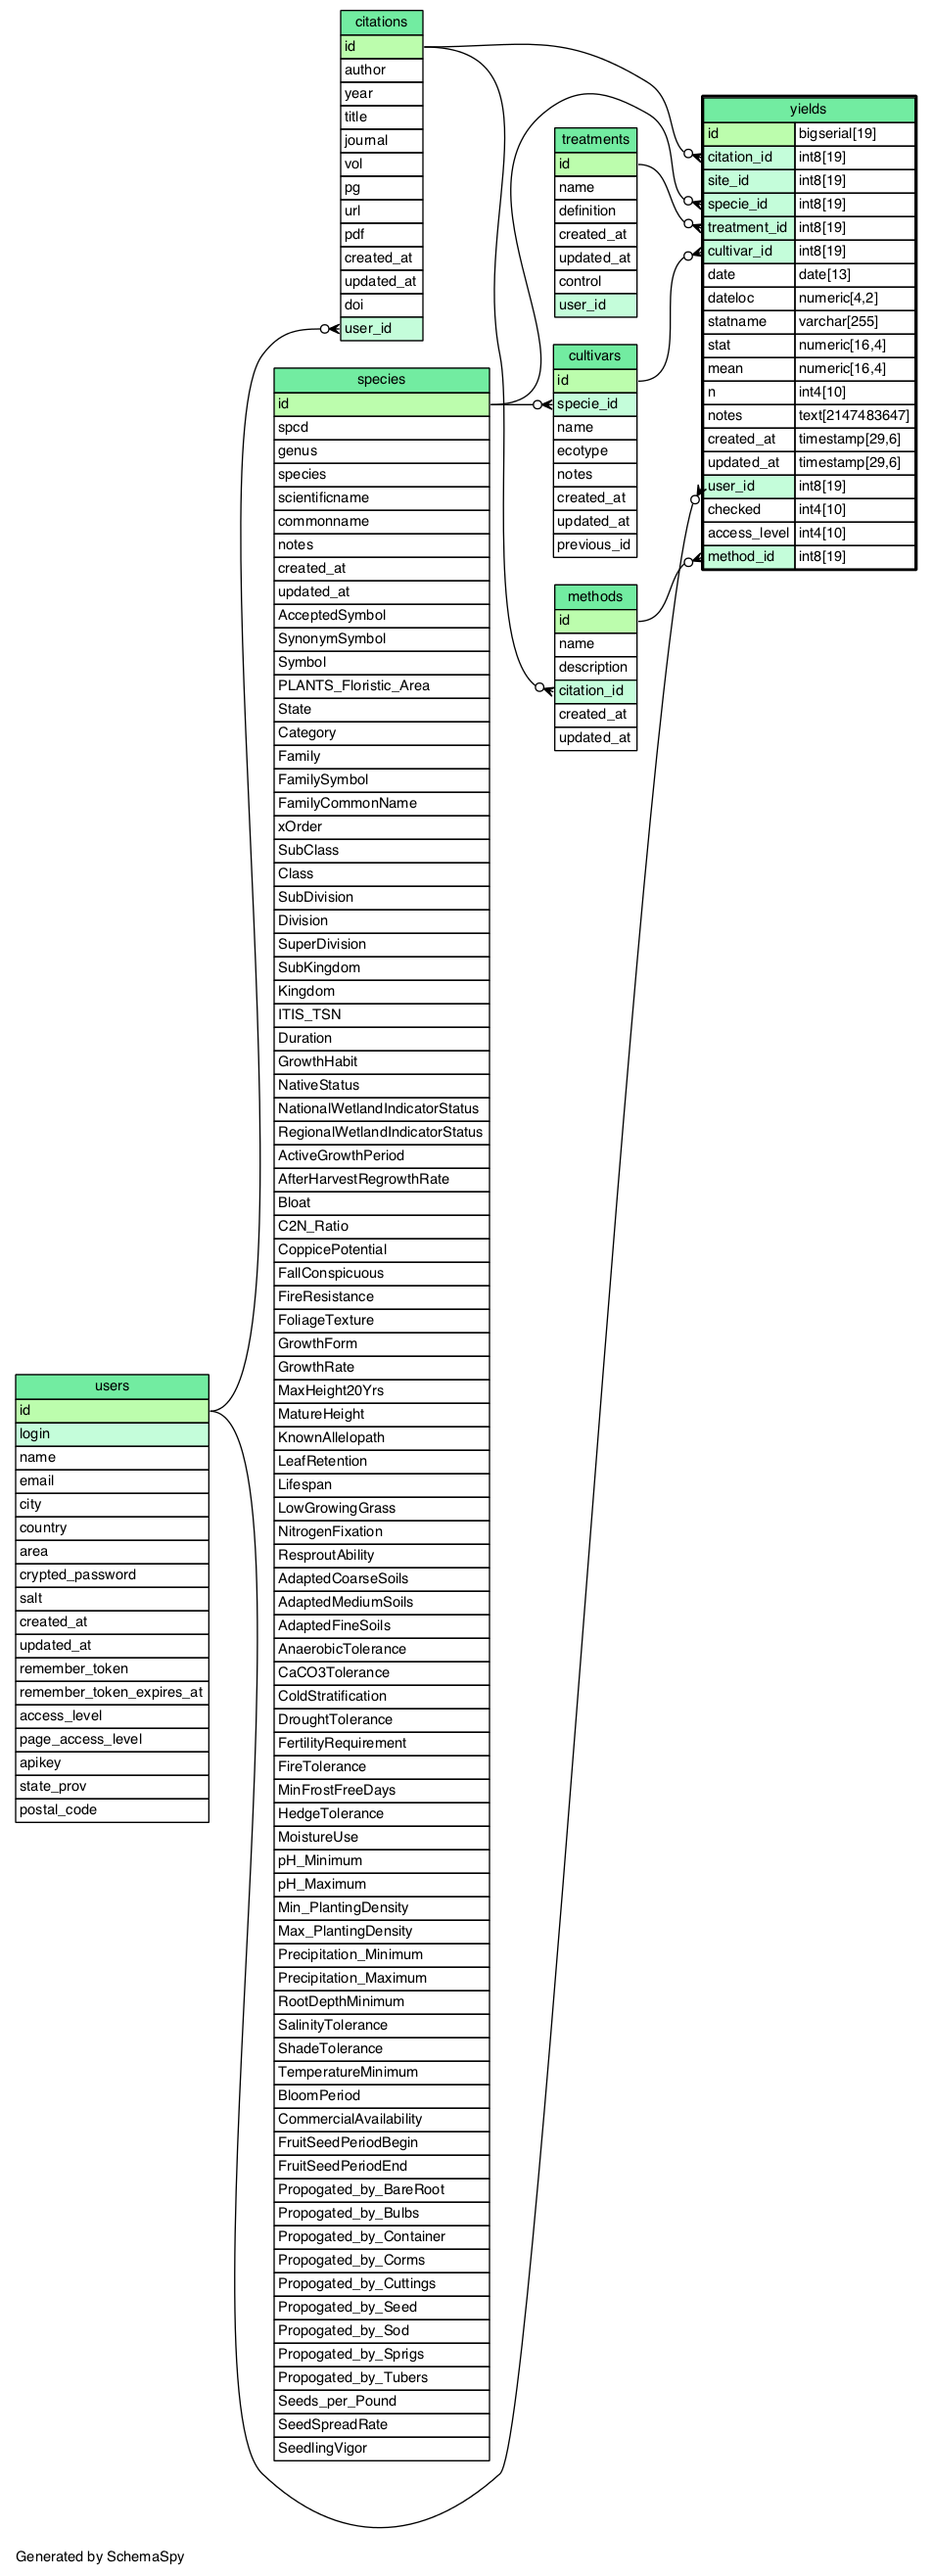 citations
id
author
year
title
journal
vol
pg
url
pdf
created_at
updated_at
doi
user_id
yields
id bigserial[19]
citation_id int8[19]
site_id int8[19]
specie_id int8[19]
treatment_id int8[19]
cultivar_id int8[19]
date date[13]
dateloc numeric[4,2]
statname varchar[255]
stat numeric[16,4]
mean numeric[16,4]
n int4[10]
notes text[2147483647]
created_at timestamp[29,6]
updated_at timestamp[29,6]
user_id int8[19]
checked int4[10]
access_level int4[10]
method_id int8[19]
treatments
id
name
definition
created_at
updated_at
control
user_id
cultivars
id
specie_id
name
ecotype
notes
created_at
updated_at
previous_id
methods
id
name
description
citation_id
created_at
updated_at
species
id
spcd
genus
species
scientificname
commonname
notes
created_at
updated_at
AcceptedSymbol
SynonymSymbol
Symbol
PLANTS_Floristic_Area
State
Category
Family
FamilySymbol
FamilyCommonName
xOrder
SubClass
Class
SubDivision
Division
SuperDivision
SubKingdom
Kingdom
ITIS_TSN
Duration
GrowthHabit
NativeStatus
NationalWetlandIndicatorStatus
RegionalWetlandIndicatorStatus
ActiveGrowthPeriod
AfterHarvestRegrowthRate
Bloat
C2N_Ratio
CoppicePotential
FallConspicuous
FireResistance
FoliageTexture
GrowthForm
GrowthRate
MaxHeight20Yrs
MatureHeight
KnownAllelopath
LeafRetention
Lifespan
LowGrowingGrass
NitrogenFixation
ResproutAbility
AdaptedCoarseSoils
AdaptedMediumSoils
AdaptedFineSoils
AnaerobicTolerance
CaCO3Tolerance
ColdStratification
DroughtTolerance
FertilityRequirement
FireTolerance
MinFrostFreeDays
HedgeTolerance
MoistureUse
pH_Minimum
pH_Maximum
Min_PlantingDensity
Max_PlantingDensity
Precipitation_Minimum
Precipitation_Maximum
RootDepthMinimum
SalinityTolerance
ShadeTolerance
TemperatureMinimum
BloomPeriod
CommercialAvailability
FruitSeedPeriodBegin
FruitSeedPeriodEnd
Propogated_by_BareRoot
Propogated_by_Bulbs
Propogated_by_Container
Propogated_by_Corms
Propogated_by_Cuttings
Propogated_by_Seed
Propogated_by_Sod
Propogated_by_Sprigs
Propogated_by_Tubers
Seeds_per_Pound
SeedSpreadRate
SeedlingVigor
users
id
login
name
email
city
country
area
crypted_password
salt
created_at
updated_at
remember_token
remember_token_expires_at
access_level
page_access_level
apikey
state_prov
postal_code
Generated by SchemaSpy